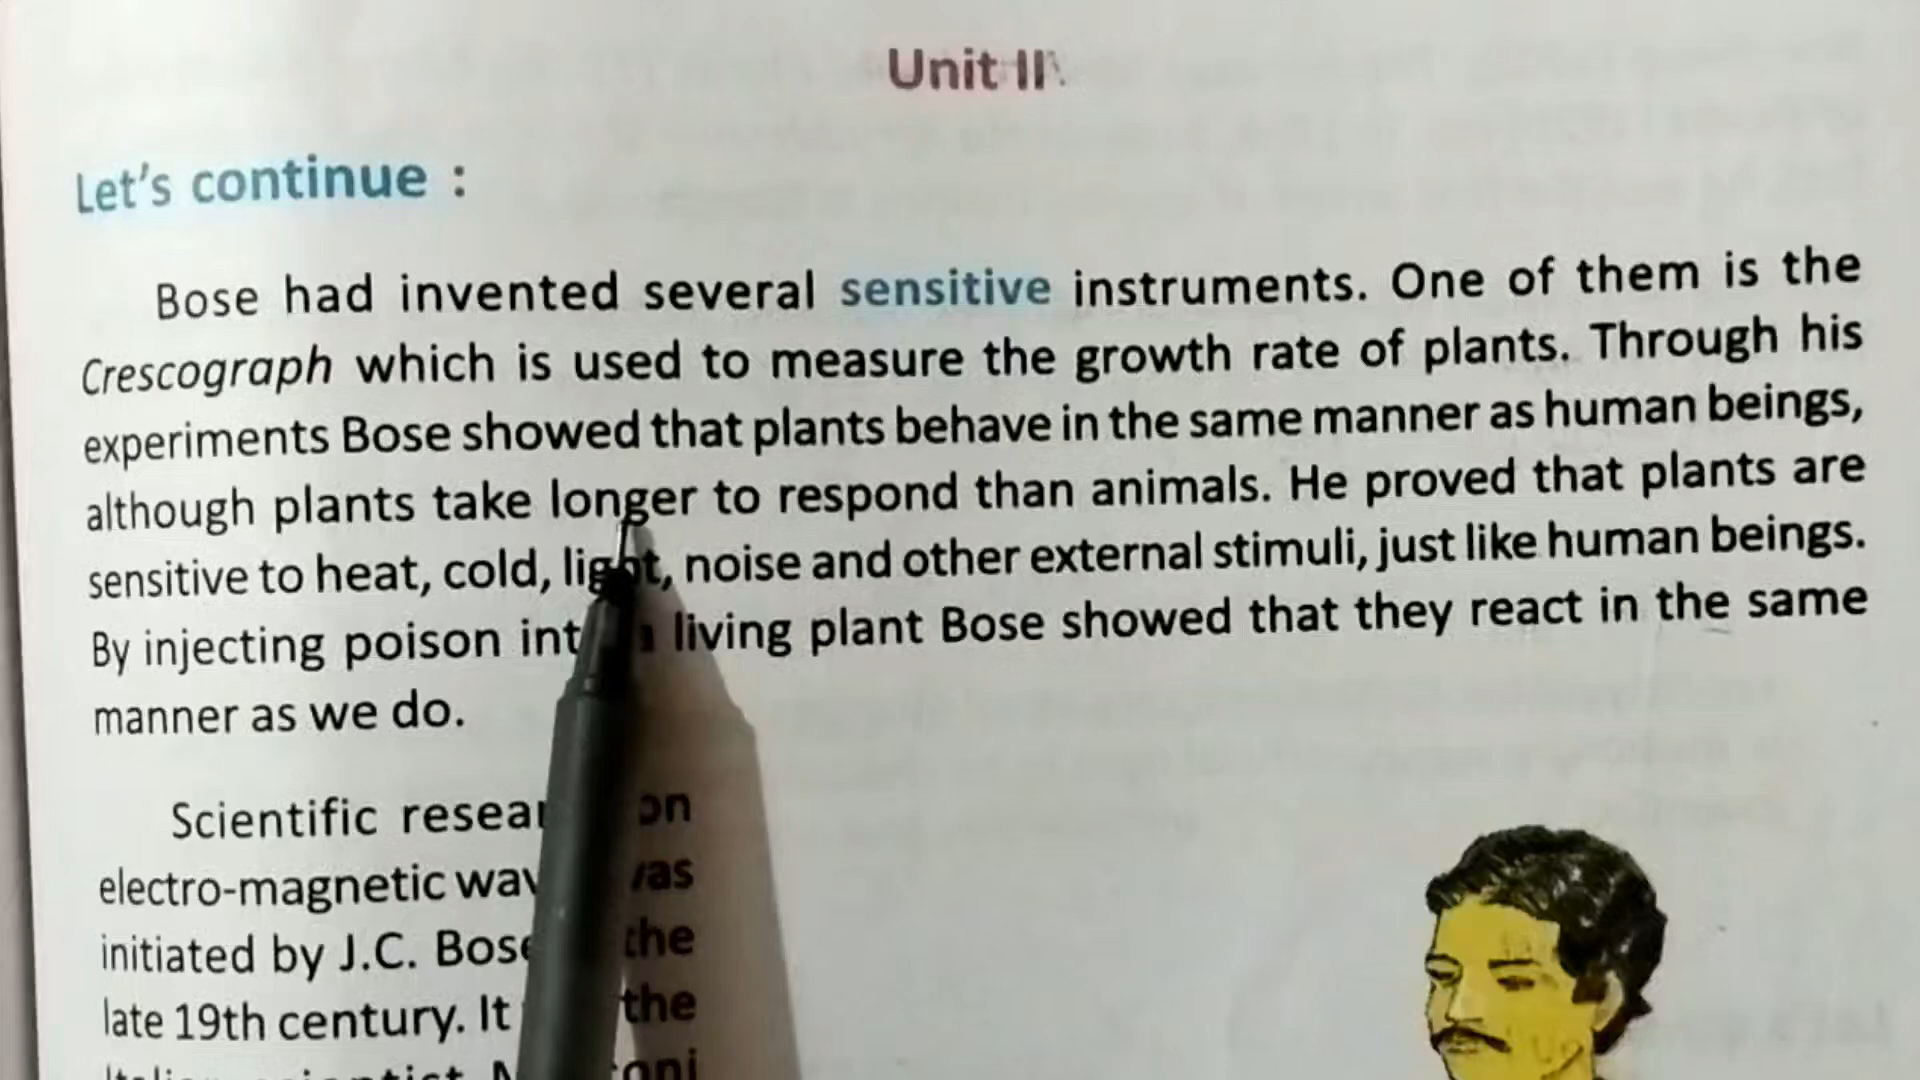 Unit II
Let's continue :
Bose had invented several sensitive instruments. One of them is the
Crescograph which is used to measure the growth rate of plants. Through his
experiments Bose showed that plants behave in the same manner as human beings,
although plants take longer to respond than animals. He proved that plants are
sensitive to heat, cold, light, noise and other external stimuli, just like human beings.
By injecting poison living plant Bose showed that they react in the same
manner as we do.
Scientific on
electro-magnetic
initiated by J.C. Bose the
late 19th century. It the